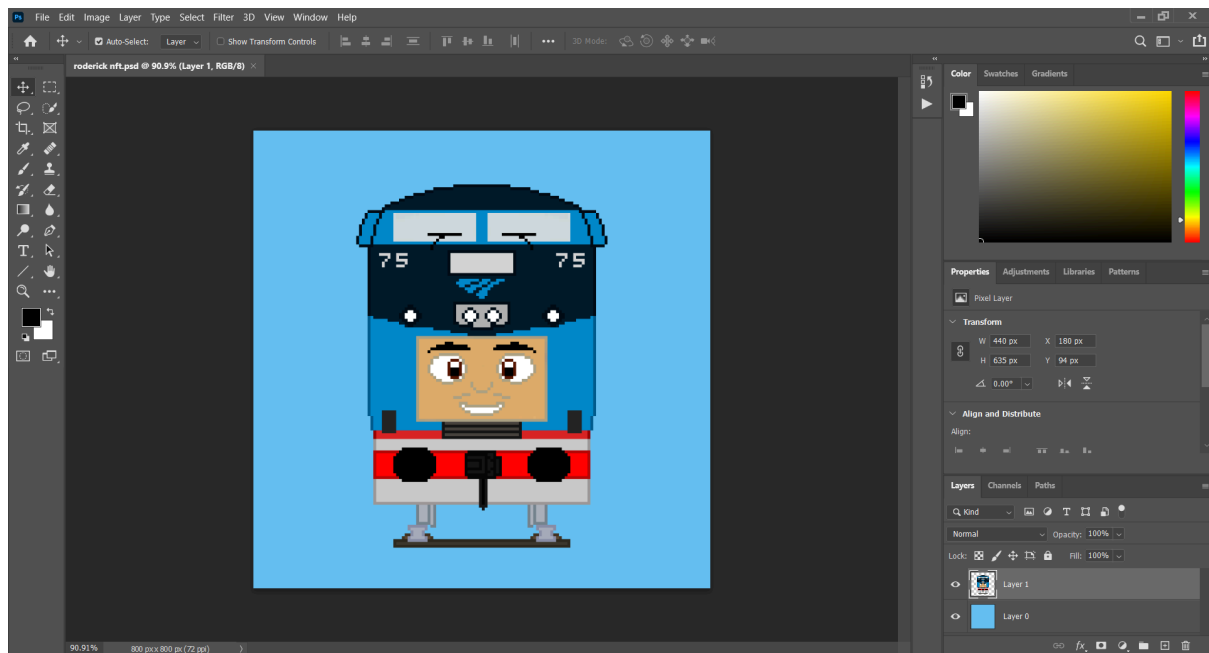 Ps File Edit Image Layer Type Select Filter 3D View Window Help
Auto-Select: Layer Show Transform Controls 3D Mode:
roderick nft.psd @ 90.9% (Layer 1, RGB/8) ×
75 75
90.91% 800 px x 800 px (72 ppi)
Color Swatches Gradients
Properties Adjustments Libraries Patterns
Pixel Layer
Transform
W 440 px X 180 px
H 635 px Y 94 px
0.00°
Align and Distribute
Align:
Layers Channels Paths
Kind
Normal Opacity: 100%
Lock: Fill: 100%
Layer 1
Layer 0
fx